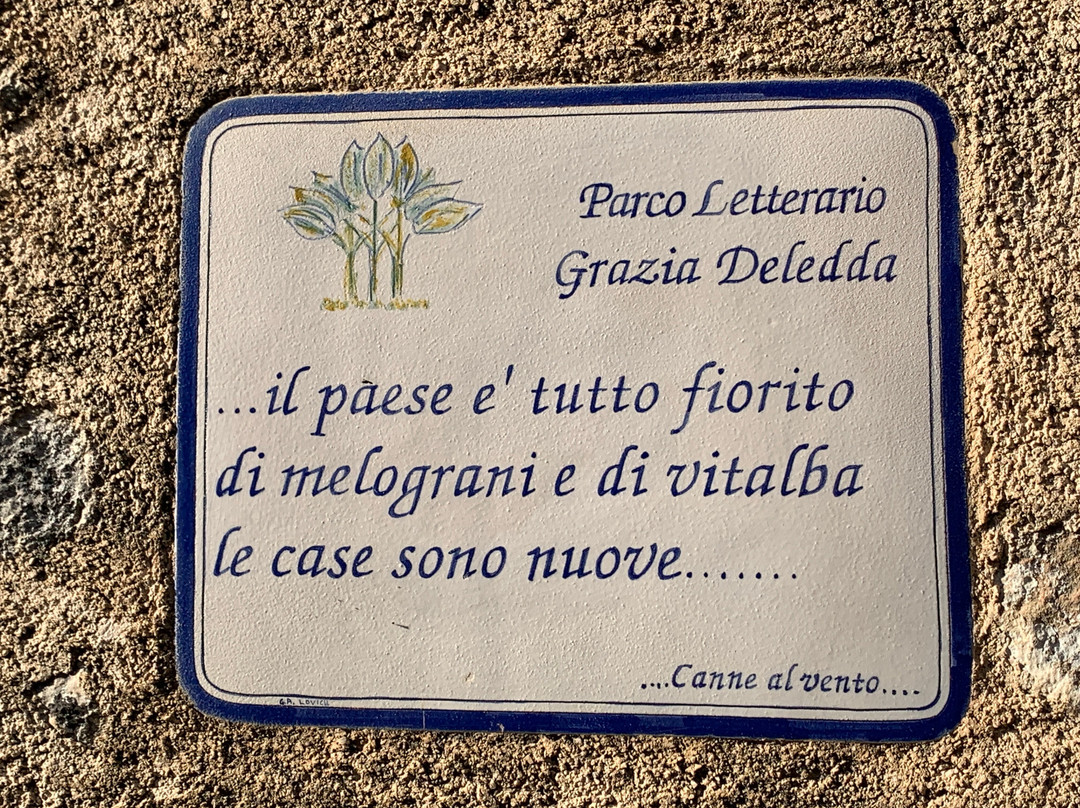 Parco Letterario
Grazia Deledda
...il paese e' tutto fiorito
di melograni e di vitalba
le case sono nuove.......
....Canne al vento....